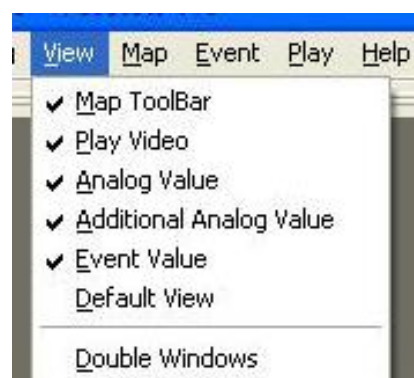 View Map Event Play Help
Map ToolBar
Play Video
Analog Value
Additional Analog Value
Event Value
Default View
Double Windows